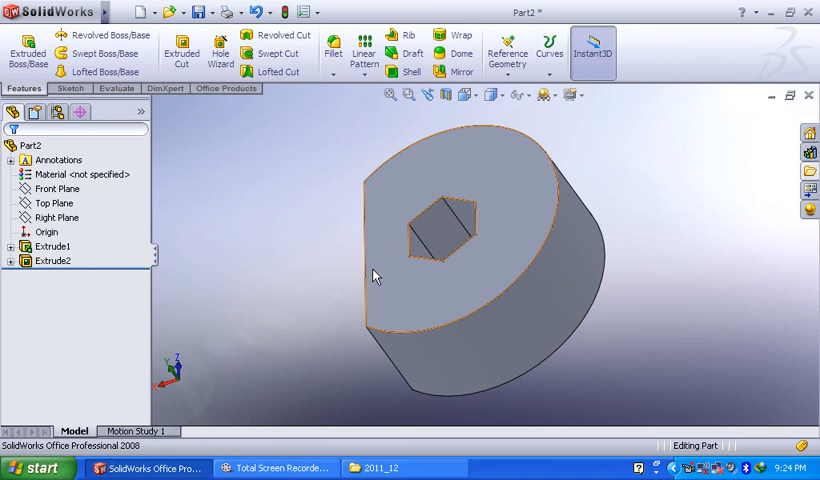 SolidWorks
Part2 *
Extruded Boss/Base
Revolved Boss/Base
Swept Boss/Base
Lofted Boss/Base
Extruded Cut
Hole Wizard
Revolved Cut
Swept Cut
Lofted Cut
Fillet
Linear Pattern
Rib
Draft
Shell
Wrap
Dome
Mirror
Reference Geometry
Curves
Instant3D
Features
Sketch
Evaluate
DimXpert
Office Products
Part2
Annotations
Material <not specified>
Front Plane
Top Plane
Right Plane
Origin
Extrude1
Extrude2
Z
Y
X
Model
Motion Study 1
SolidWorks Office Professional 2008
Editing Part
start
SolidWorks Office Pro...
Total Screen Recorde...
2011_12
9:24 PM